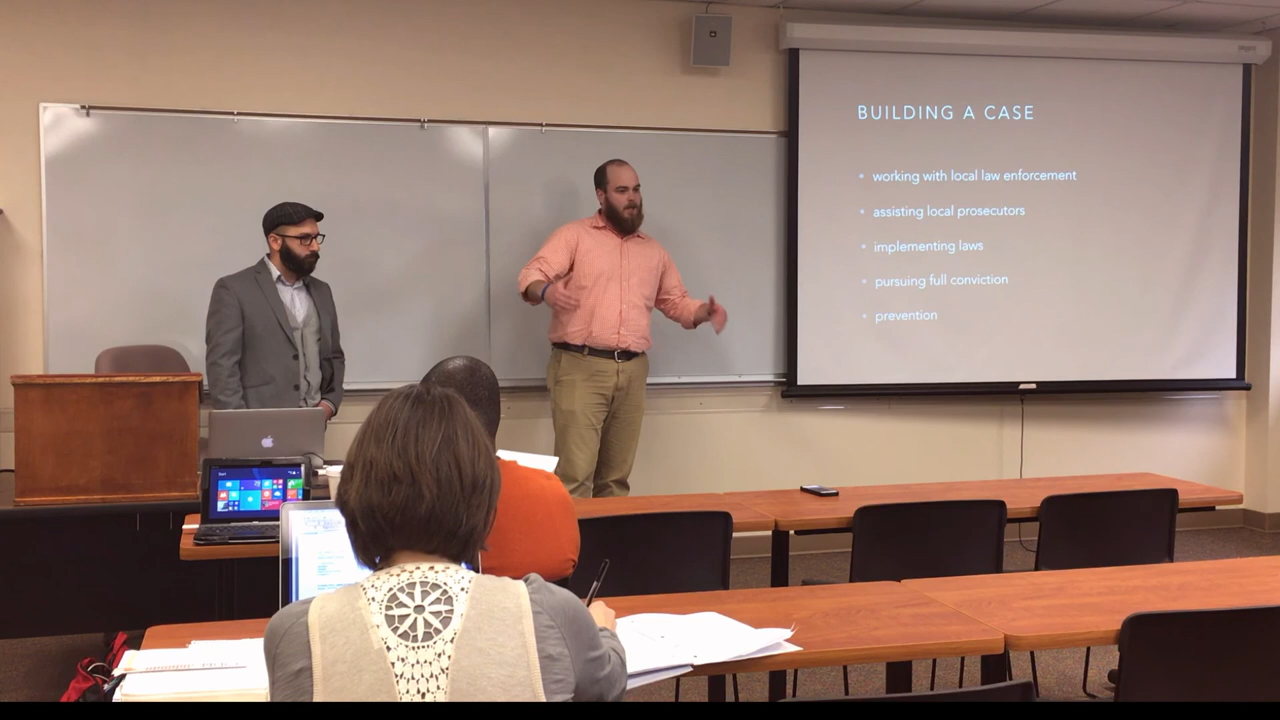 BUILDING A CASE
working with local law enforcement
assisting local prosecutors
implementing laws
pursuing full conviction
prevention